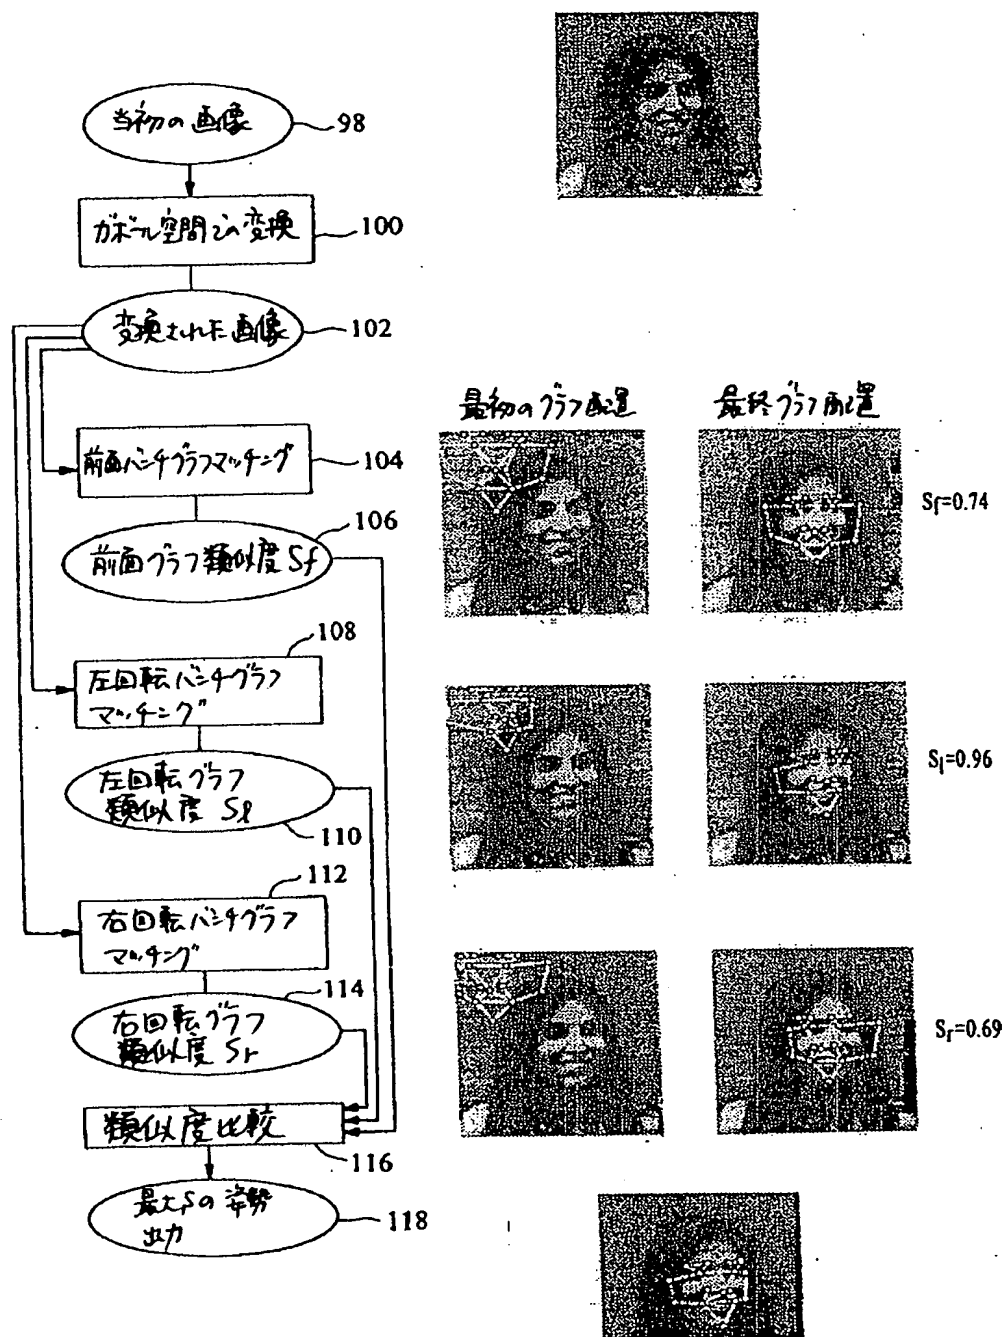 当初の画像
98
ガボール空間での変換
100
変換された画像
102
最初のグラフ配置
最終グラフ配置
前面バンチグラフマッチング
104
106
前面グラフ類似度 Sf
Sf=0.74
108
左回転バンチグラフ
マッチング
左回転グラフ
類似度 Sl
110
Sl=0.96
112
右回転バンチグラフ
マッチング
114
右回転グラフ
類似度 Sr
Sr=0.69
類似度比較
116
最大Sの姿勢
出力
118